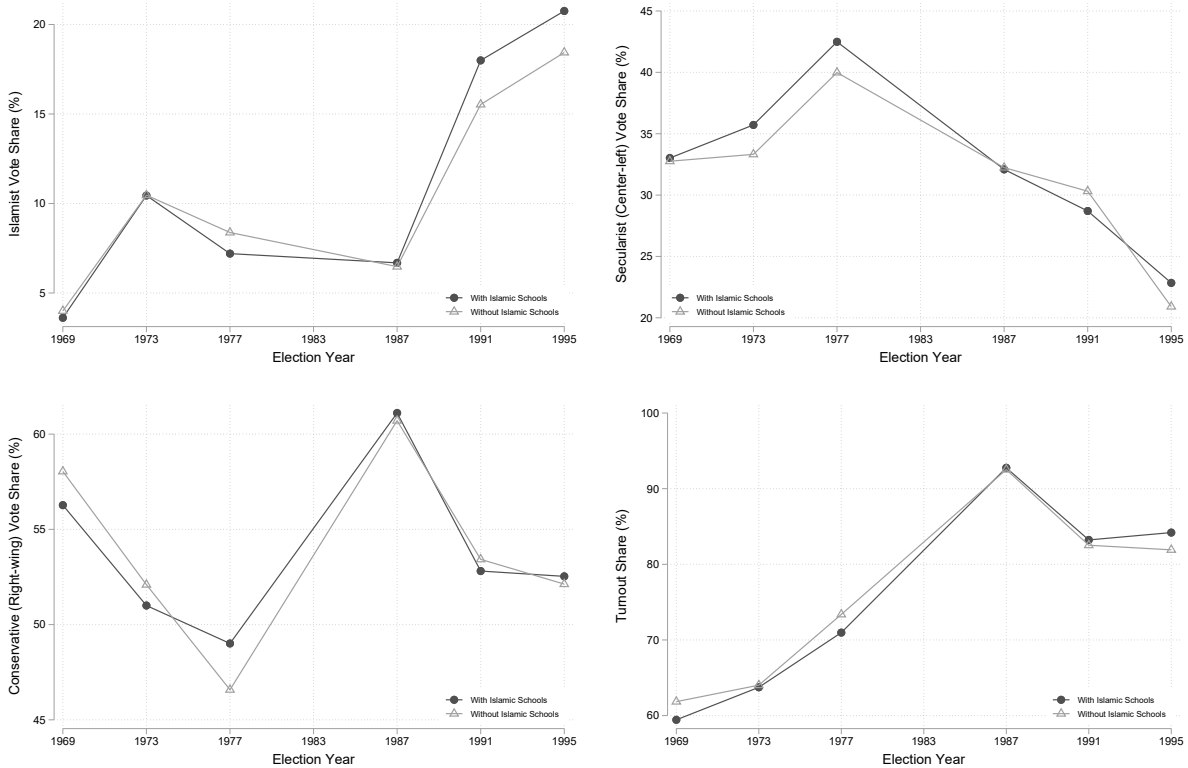 Islamist Vote Share (%)
20
15
10
5
With Islamic Schools
Without Islamic Schools
1969 1973 1977 1983 1987 1991 1995
Election Year
Secularist (Center-left) Vote Share (%)
45
40
35
30
25
20
With Islamic Schools
Without Islamic Schools
1969 1973 1977 1983 1987 1991 1995
Election Year
Conservative (Right-wing) Vote Share (%)
60
55
50
45
With Islamic Schools
Without Islamic Schools
1969 1973 1977 1983 1987 1991 1995
Election Year
Turnout Share (%)
100
90
80
70
60
With Islamic Schools
Without Islamic Schools
1969 1973 1977 1983 1987 1991 1995
Election Year